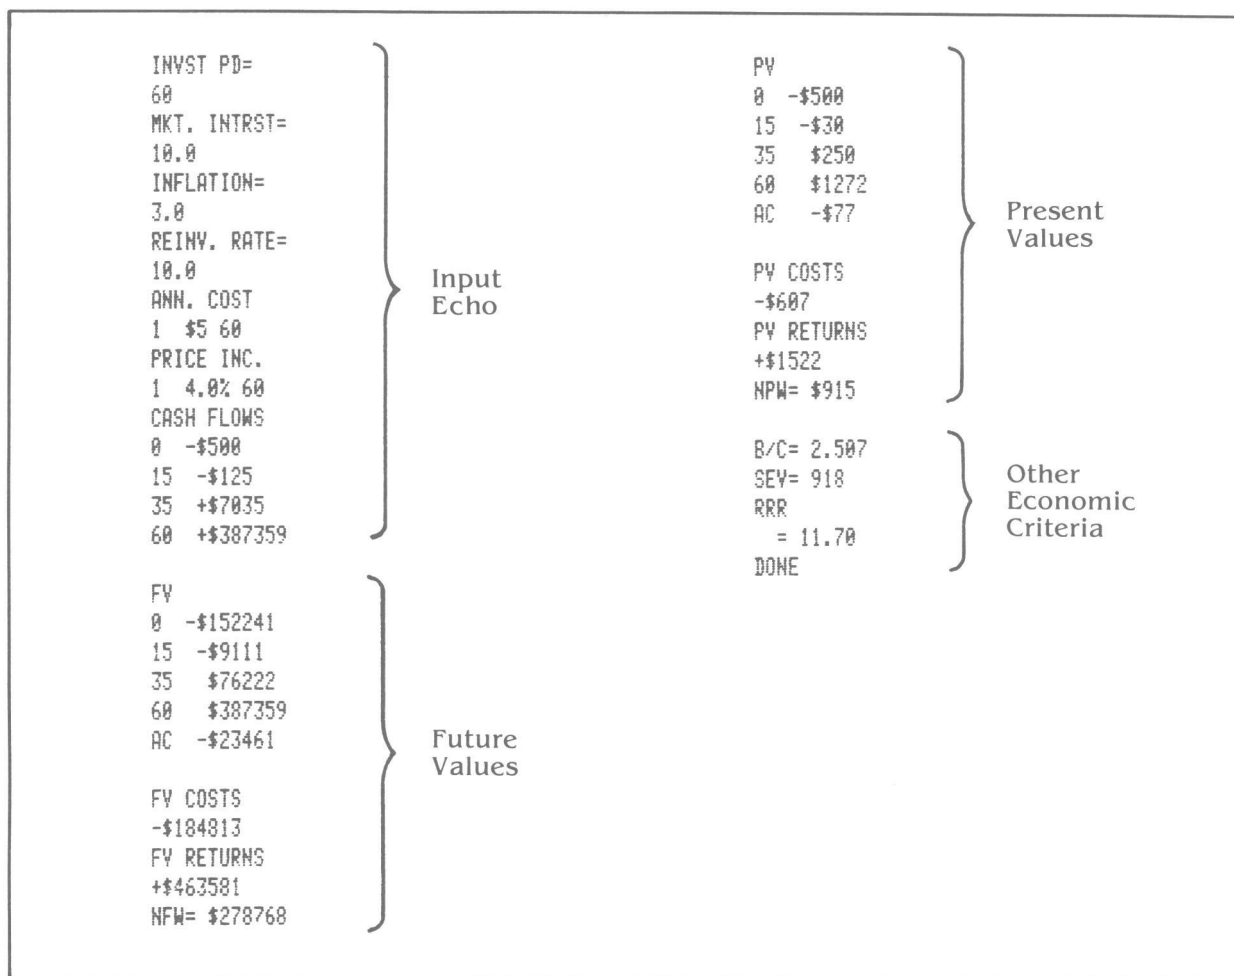 INVST PD=
60
MKT. INTRST=
10.0
INFLATION=
3.0
REINV. RATE=
10.0
ANN. COST
1  $5 60
PRICE INC.
1  4.0% 60
CASH FLOWS
0  -$500
15  -$125
35  +$7035
60  +$387359
Input
Echo
FV
0  -$152241
15  -$9111
35   $76222
60   $387359
AC  -$23461
FV COSTS
-$184813
FV RETURNS
+$463581
NFW= $278768
Future
Values
PV
0  -$500
15  -$30
35   $250
60   $1272
AC   -$77
PV COSTS
-$607
PV RETURNS
+$1522
NPW= $915
Present
Values
B/C= 2.507
SEV= 918
RRR
= 11.70
DONE
Other
Economic
Criteria